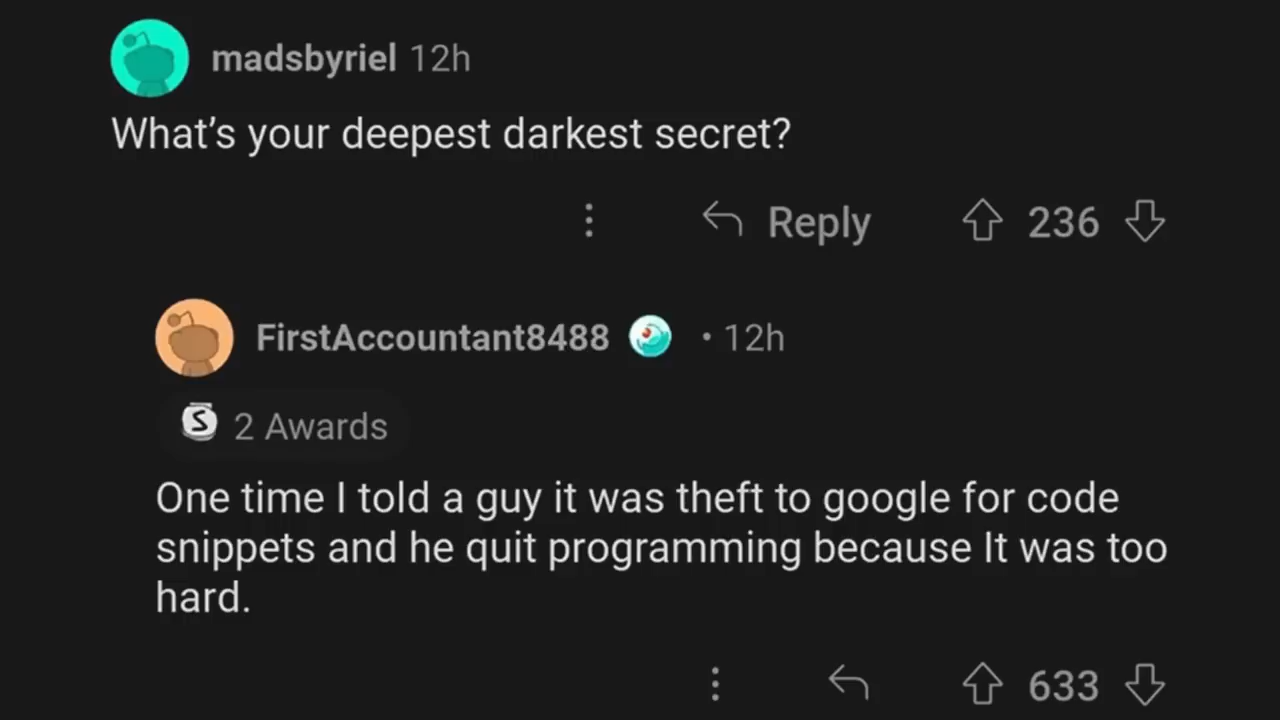 madsbyriel 12h
What's your deepest darkest secret?
Reply 236
FirstAccountant8488 • 12h
S 2 Awards
One time I told a guy it was theft to google for code
snippets and he quit programming because It was too
hard.
633